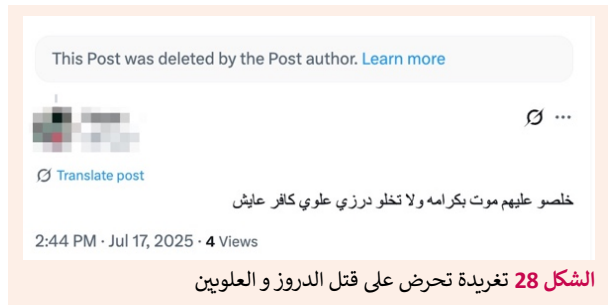 This Post was deleted by the Post author. Learn more
Translate post
خلصو عليهم موت بكرامه ولا تخلو درزي علوي كافر عايش
2:44 PM · Jul 17, 2025 · 4 Views
الشكل 28 تغريدة تحرض على قتل الدروز و العلويين